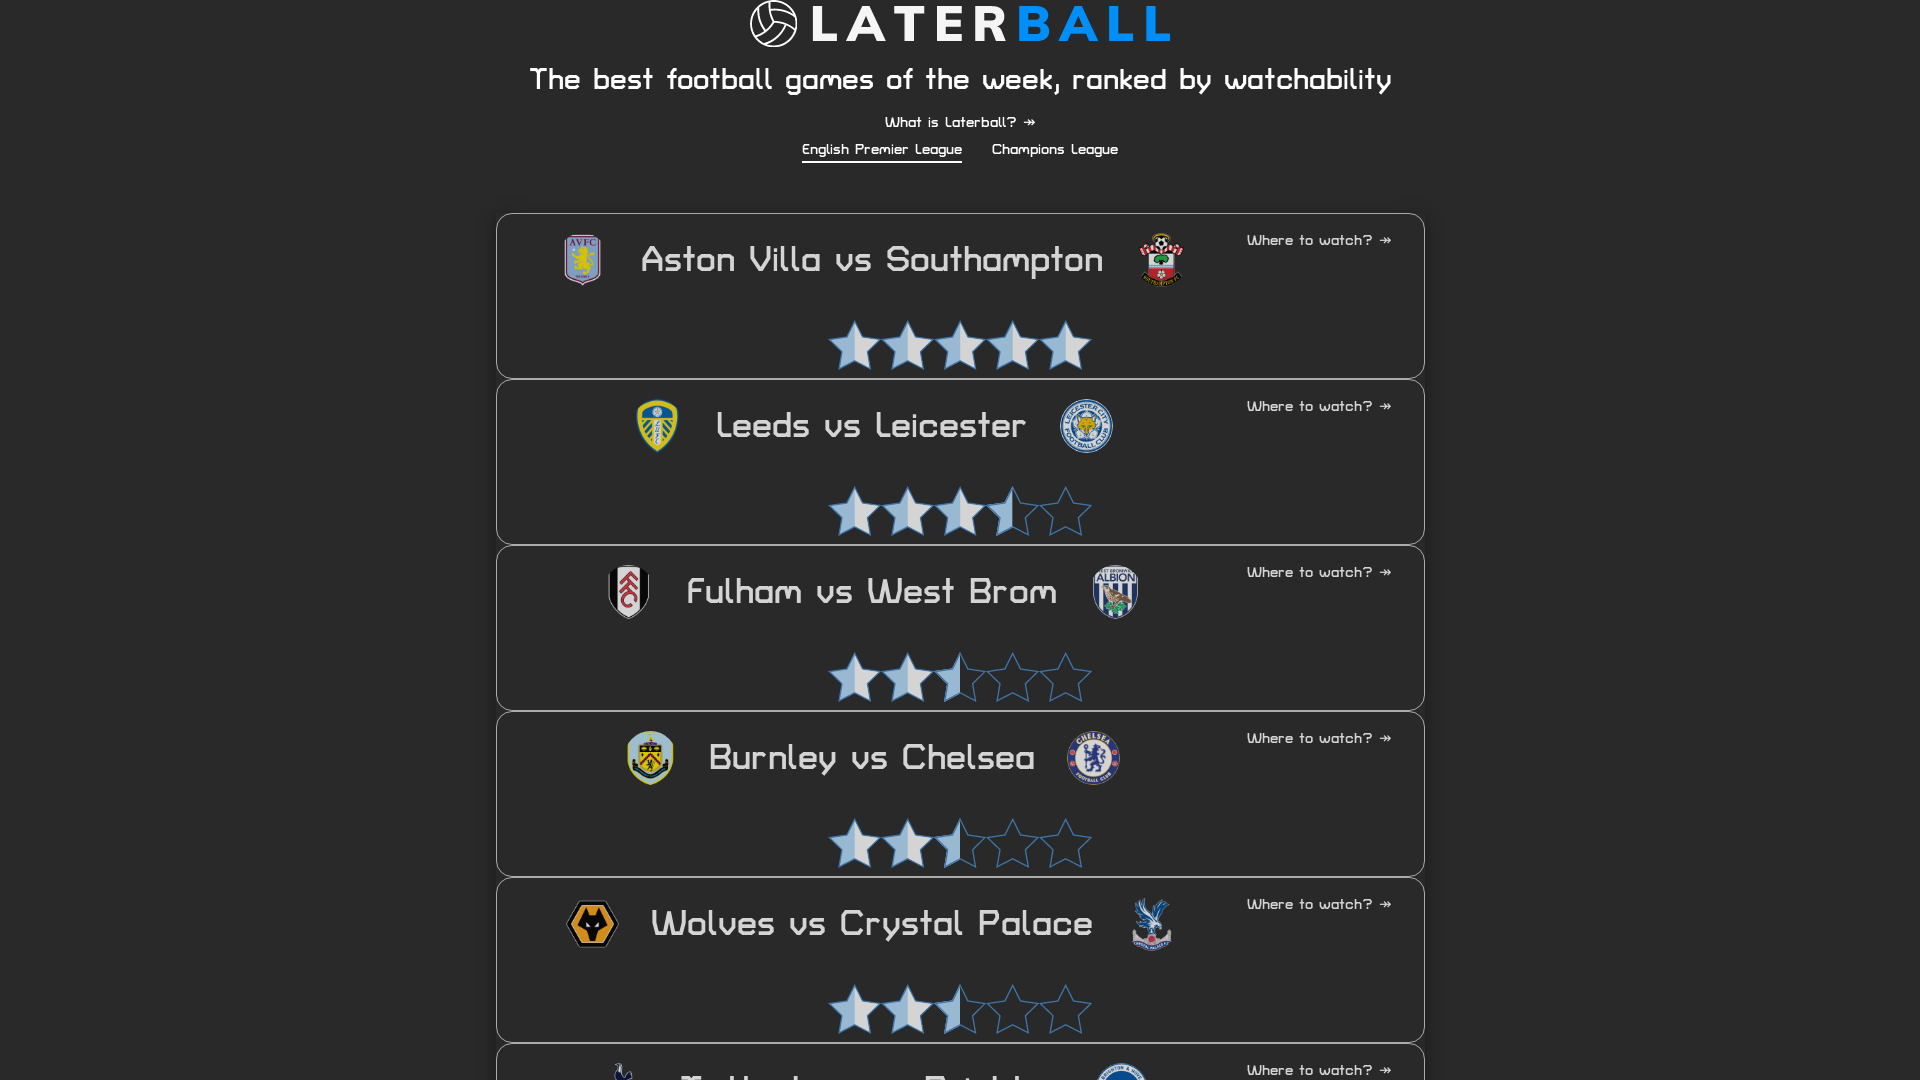 LATERBALL
The best football games of the week, ranked by watchability
What is Laterball? ↠
English Premier League
Champions League
Aston Villa vs Southampton
Where to watch? ↠
Leeds vs Leicester
Where to watch? ↠
Fulham vs West Brom
Where to watch? ↠
Burnley vs Chelsea
Where to watch? ↠
Wolves vs Crystal Palace
Where to watch? ↠
Where to watch? ↠